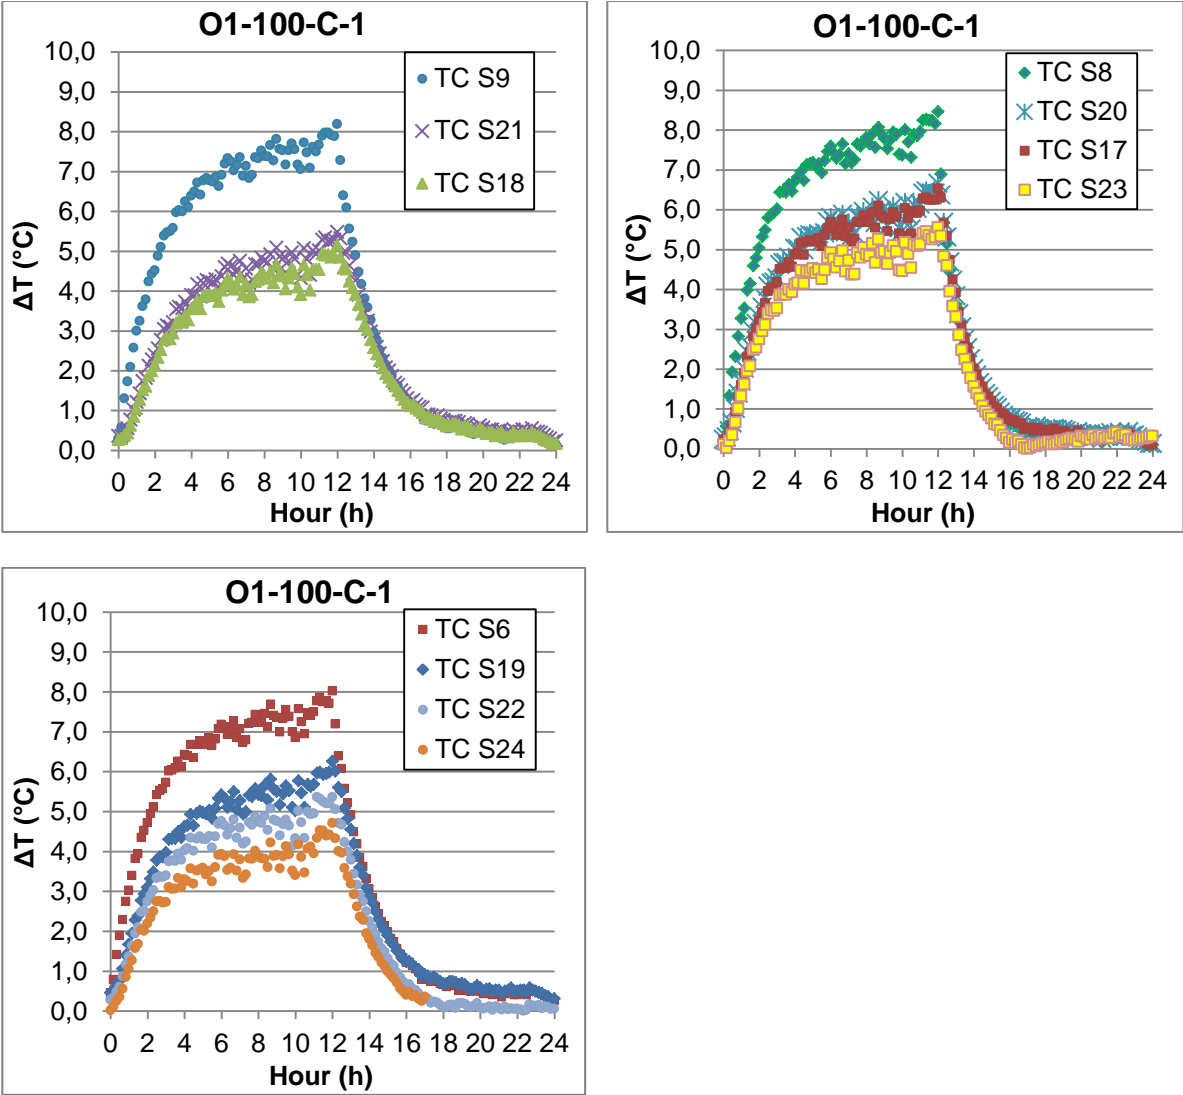 O1-100-C-1
10,0
9,0
8,0
7,0
6,0
5,0
4,0
3,0
2,0
1,0
0,0
ΔT (°C)
TC S9
TC S21
TC S18
0 2 4 6 8 10 12 14 16 18 20 22 24
Hour (h)
O1-100-C-1
10,0
9,0
8,0
7,0
6,0
5,0
4,0
3,0
2,0
1,0
0,0
ΔT (°C)
TC S8
TC S20
TC S17
TC S23
0 2 4 6 8 10 12 14 16 18 20 22 24
Hour (h)
O1-100-C-1
10,0
9,0
8,0
7,0
6,0
5,0
4,0
3,0
2,0
1,0
0,0
ΔT (°C)
TC S6
TC S19
TC S22
TC S24
0 2 4 6 8 10 12 14 16 18 20 22 24
Hour (h)